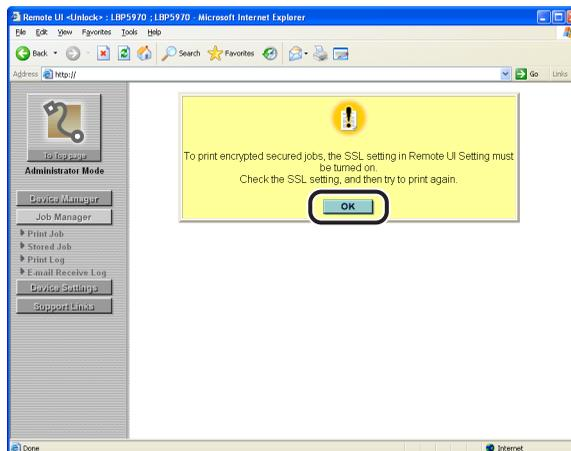 Remote UI <Unlock> : LBP5970 ; LBP5970 - Microsoft Internet Explorer
File Edit View Favorites Tools Help
Back Search Favorites
Address http:// Go Links
To Top page
Administrator Mode
Device Manager
Job Manager
Print Job
Stored Job
Print Log
E-mail Receive Log
Device Settings
Support Links
To print encrypted secured jobs, the SSL setting in Remote UI Setting must
be turned on.
Check the SSL setting, and then try to print again.
OK
Done Internet